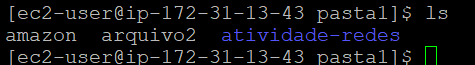 [ec2-user@ip-172-31-13-43 pasta1]$ ls
amazon  arquivo2  atividade-redes
[ec2-user@ip-172-31-13-43 pasta1]$